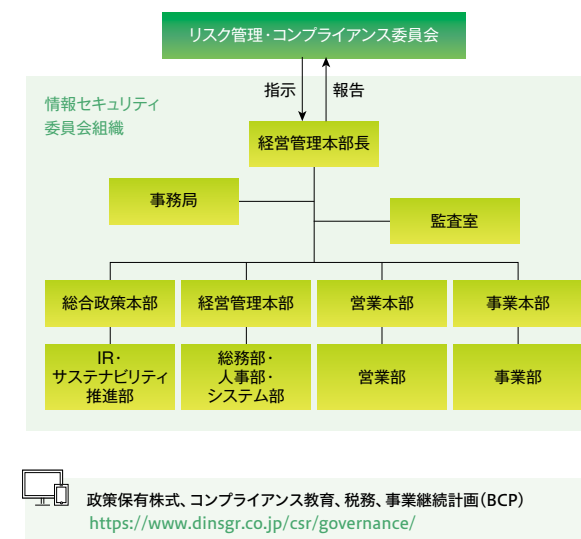 リスク管理・コンプライアンス委員会
指示
報告
情報セキュリティ
委員会組織
経営管理本部長
事務局
監査室
総合政策本部
経営管理本部
営業本部
事業本部
IR・
サステナビリティ
推進部
総務部・
人事部・
システム部
営業部
事業部
政策保有株式、コンプライアンス教育、税務、事業継続計画（BCP）
https://www.dinsgr.co.jp/csr/governance/